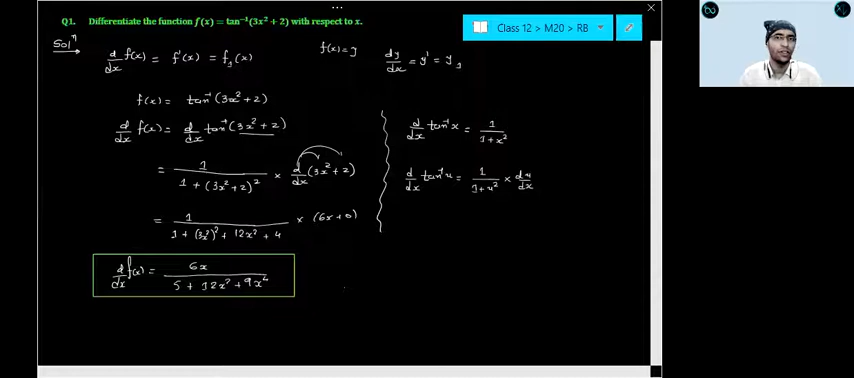 Q1. Differentiate the function f(x) = tan⁻¹(3x² + 2) with respect to x.
Class 12 > M20 > RB
Solⁿ
d/dx f(x) = f'(x) = f₁(x)
f(x) = y
dy/dx = y' = y₁
f(x) = tan⁻¹(3x²+2)
d/dx f(x) = d/dx tan⁻¹(3x²+2)
= 1/(1 + (3x²+2)²) × d/dx (3x²+2)
= 1/(1 + (3x²)² + 12x² + 4) × (6x+0)
d/dx f(x) = 6x/(5 + 12x² + 9x⁴)
d/dx tan⁻¹x = 1/(1+x²)
d/dx tan⁻¹u = 1/(1+u²) × du/dx